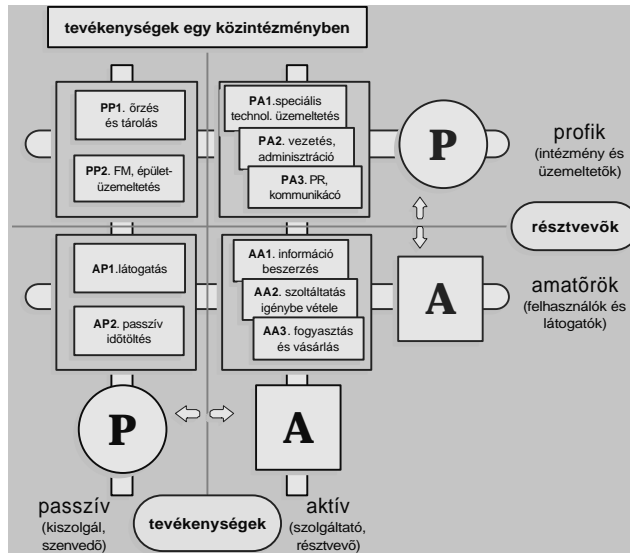 tevékenységek egy közintézményben
PP1. őrzés
és tárolás
PP2. FM, épület-
üzemeltetés
PA1.speciális
technol. üzemeltetés
PA2. vezetés,
adminisztráció
PA3. PR,
kommunikácó
P
profik
(intézmény és
üzemeltetők)
résztvevõk
AP1.látogatás
AP2. passzív
időtöltés
AA1. információ
beszerzés
AA2. szoltáltatás
igénybe vétele
AA3. fogyasztás
és vásárlás
A
amatõrök
(felhasználók és
látogatók)
P
A
passzív
(kiszolgál,
szenvedő)
tevékenységek
aktív
(szolgáltató,
résztvevő)